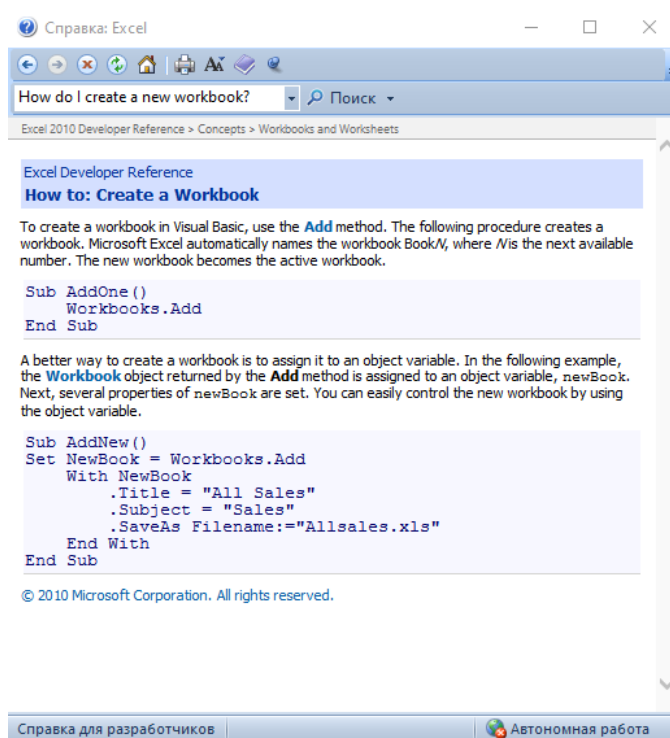 Справка: Excel
How do I create a new workbook?
Поиск
Excel 2010 Developer Reference > Concepts > Workbooks and Worksheets
Excel Developer Reference
How to: Create a Workbook
To create a workbook in Visual Basic, use the Add method. The following procedure creates a
workbook. Microsoft Excel automatically names the workbook BookN, where N is the next available
number. The new workbook becomes the active workbook.
Sub AddOne()
    Workbooks.Add
End Sub
A better way to create a workbook is to assign it to an object variable. In the following example,
the Workbook object returned by the Add method is assigned to an object variable, newBook.
Next, several properties of newBook are set. You can easily control the new workbook by using
the object variable.
Sub AddNew()
Set NewBook = Workbooks.Add
    With NewBook
        .Title = "All Sales"
        .Subject = "Sales"
        .SaveAs Filename:="Allsales.xls"
    End With
End Sub
© 2010 Microsoft Corporation. All rights reserved.
Справка для разработчиков
Автономная работа